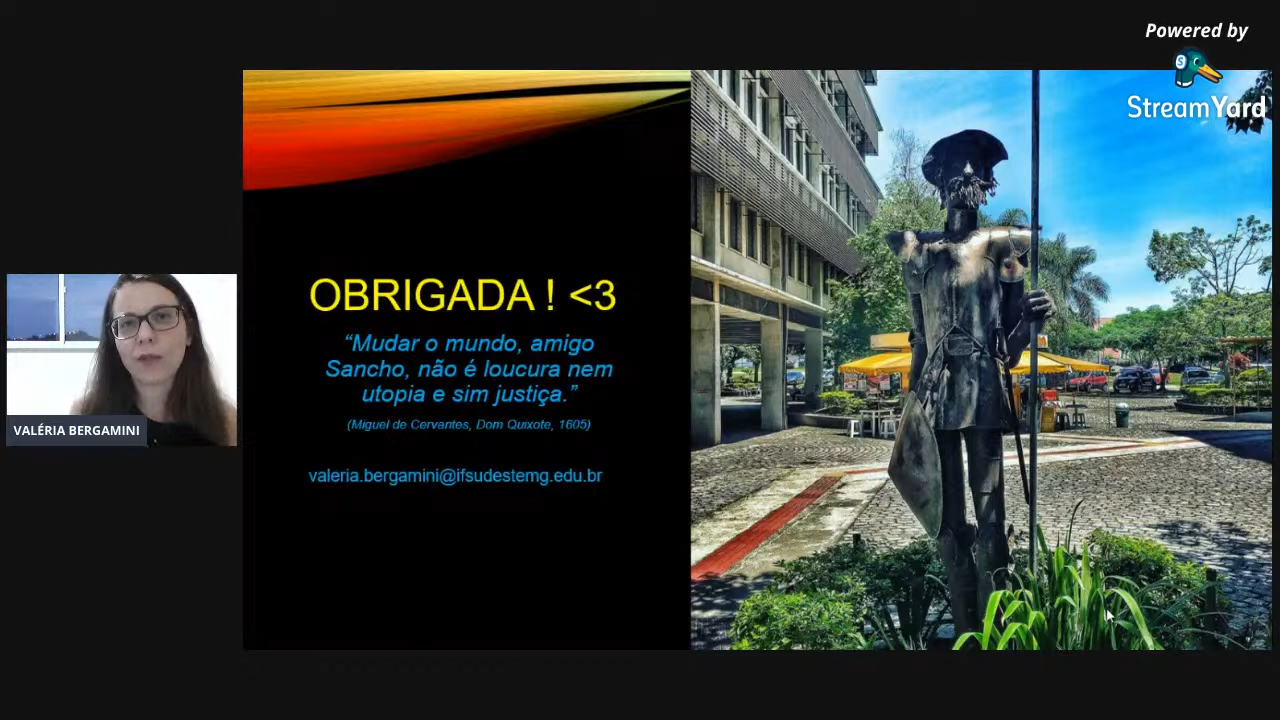 Powered by
StreamYard
OBRIGADA ! <3
“Mudar o mundo, amigo
Sancho, não é loucura nem
utopia e sim justiça.”
(Miguel de Cervantes, Dom Quixote, 1605)
valeria.bergamini@ifsudestemg.edu.br
VALÉRIA BERGAMINI